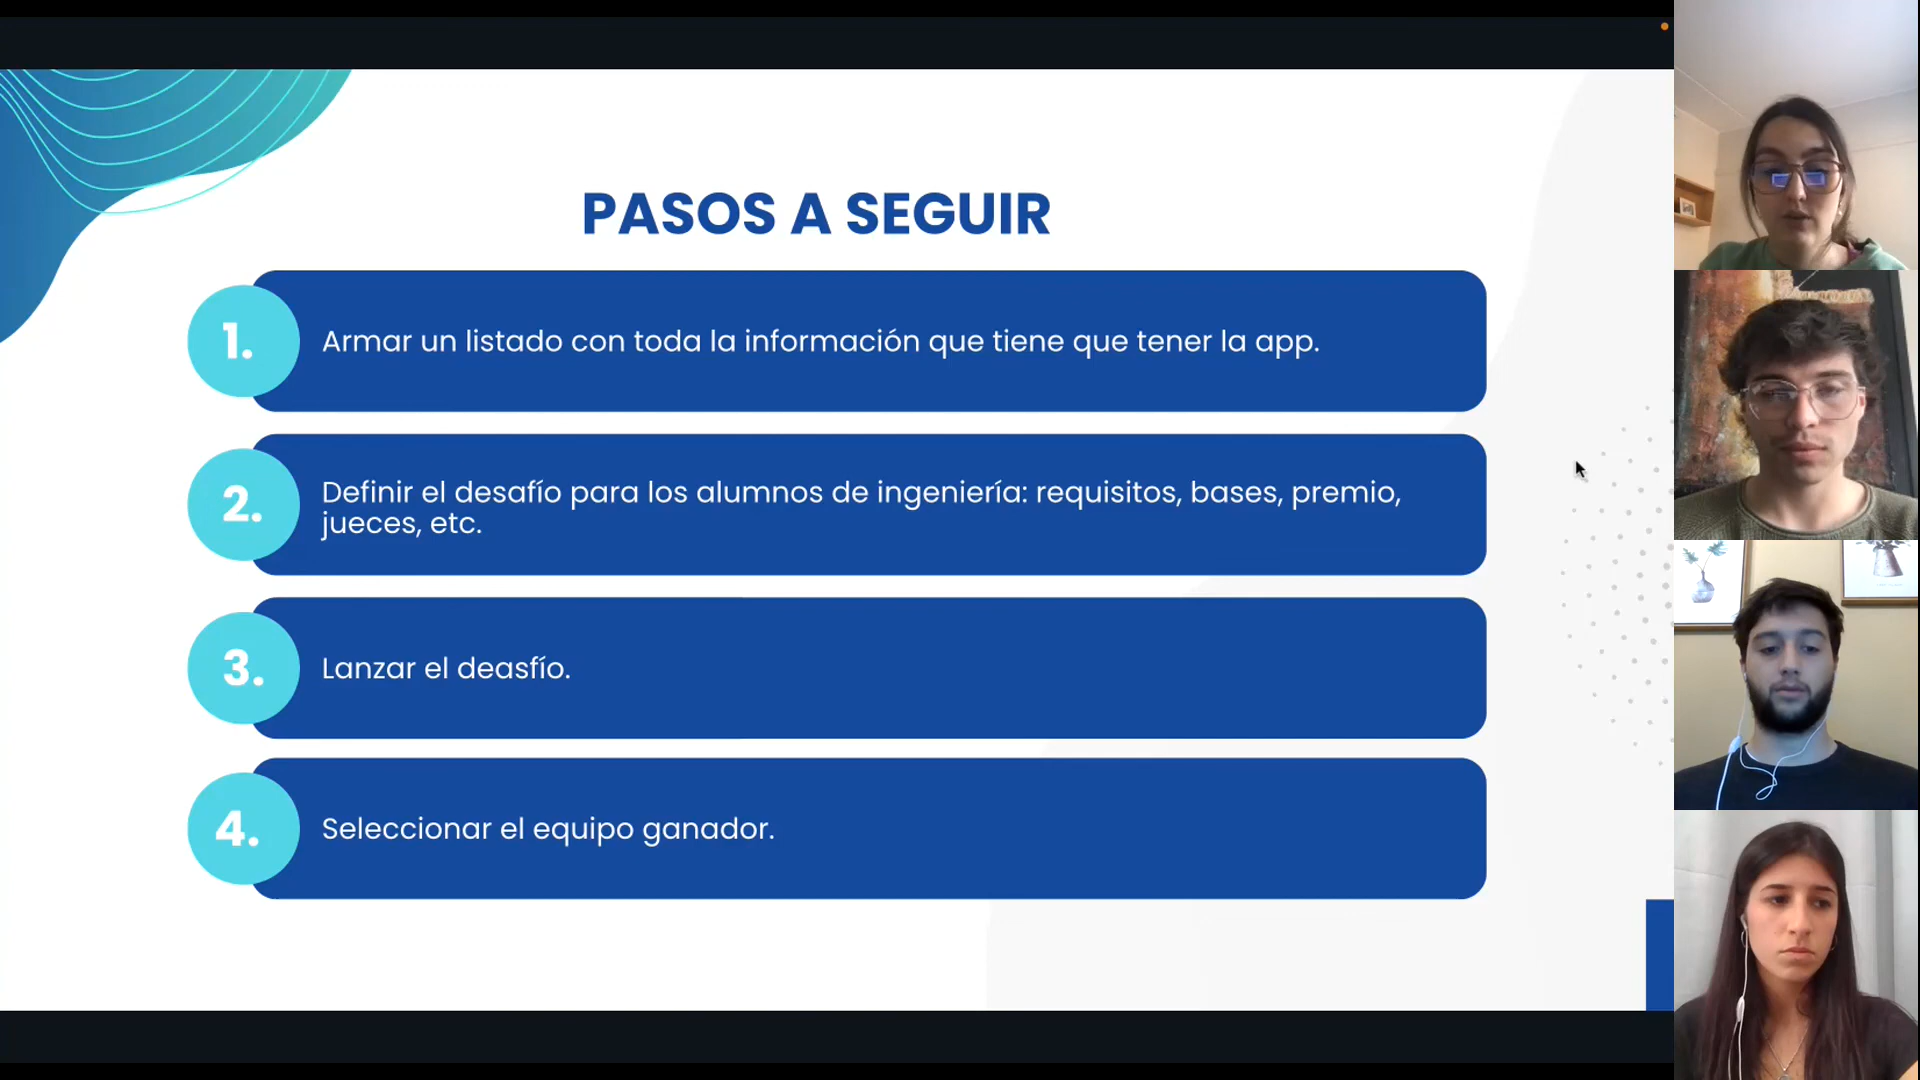 PASOS A SEGUIR
1.
Armar un listado con toda la información que tiene que tener la app.
2.
Definir el desafío para los alumnos de ingeniería: requisitos, bases, premio,
jueces, etc.
3.
Lanzar el deasfío.
4.
Seleccionar el equipo ganador.